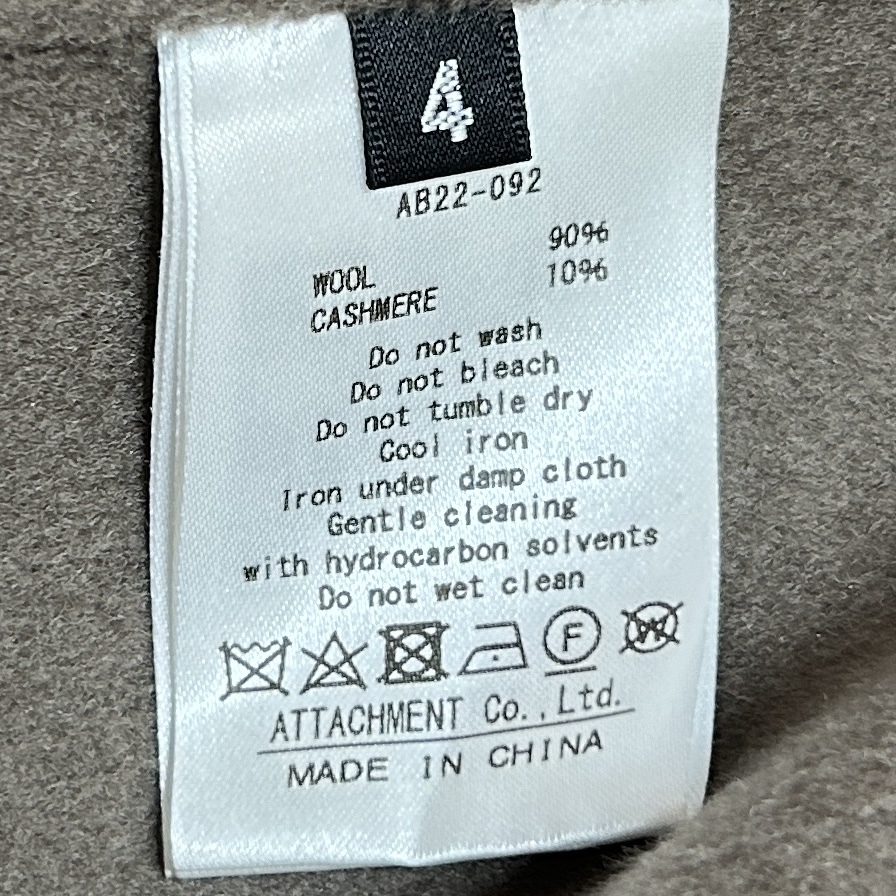 4
AB22-092
WOOL 90%
CASHMERE 10%
Do not wash
Do not bleach
Do not tumble dry
Cool iron
Iron under damp cloth
Gentle cleaning
with hydrocarbon solvents
Do not wet clean
F W
ATTACHMENT Co.,Ltd.
MADE IN CHINA